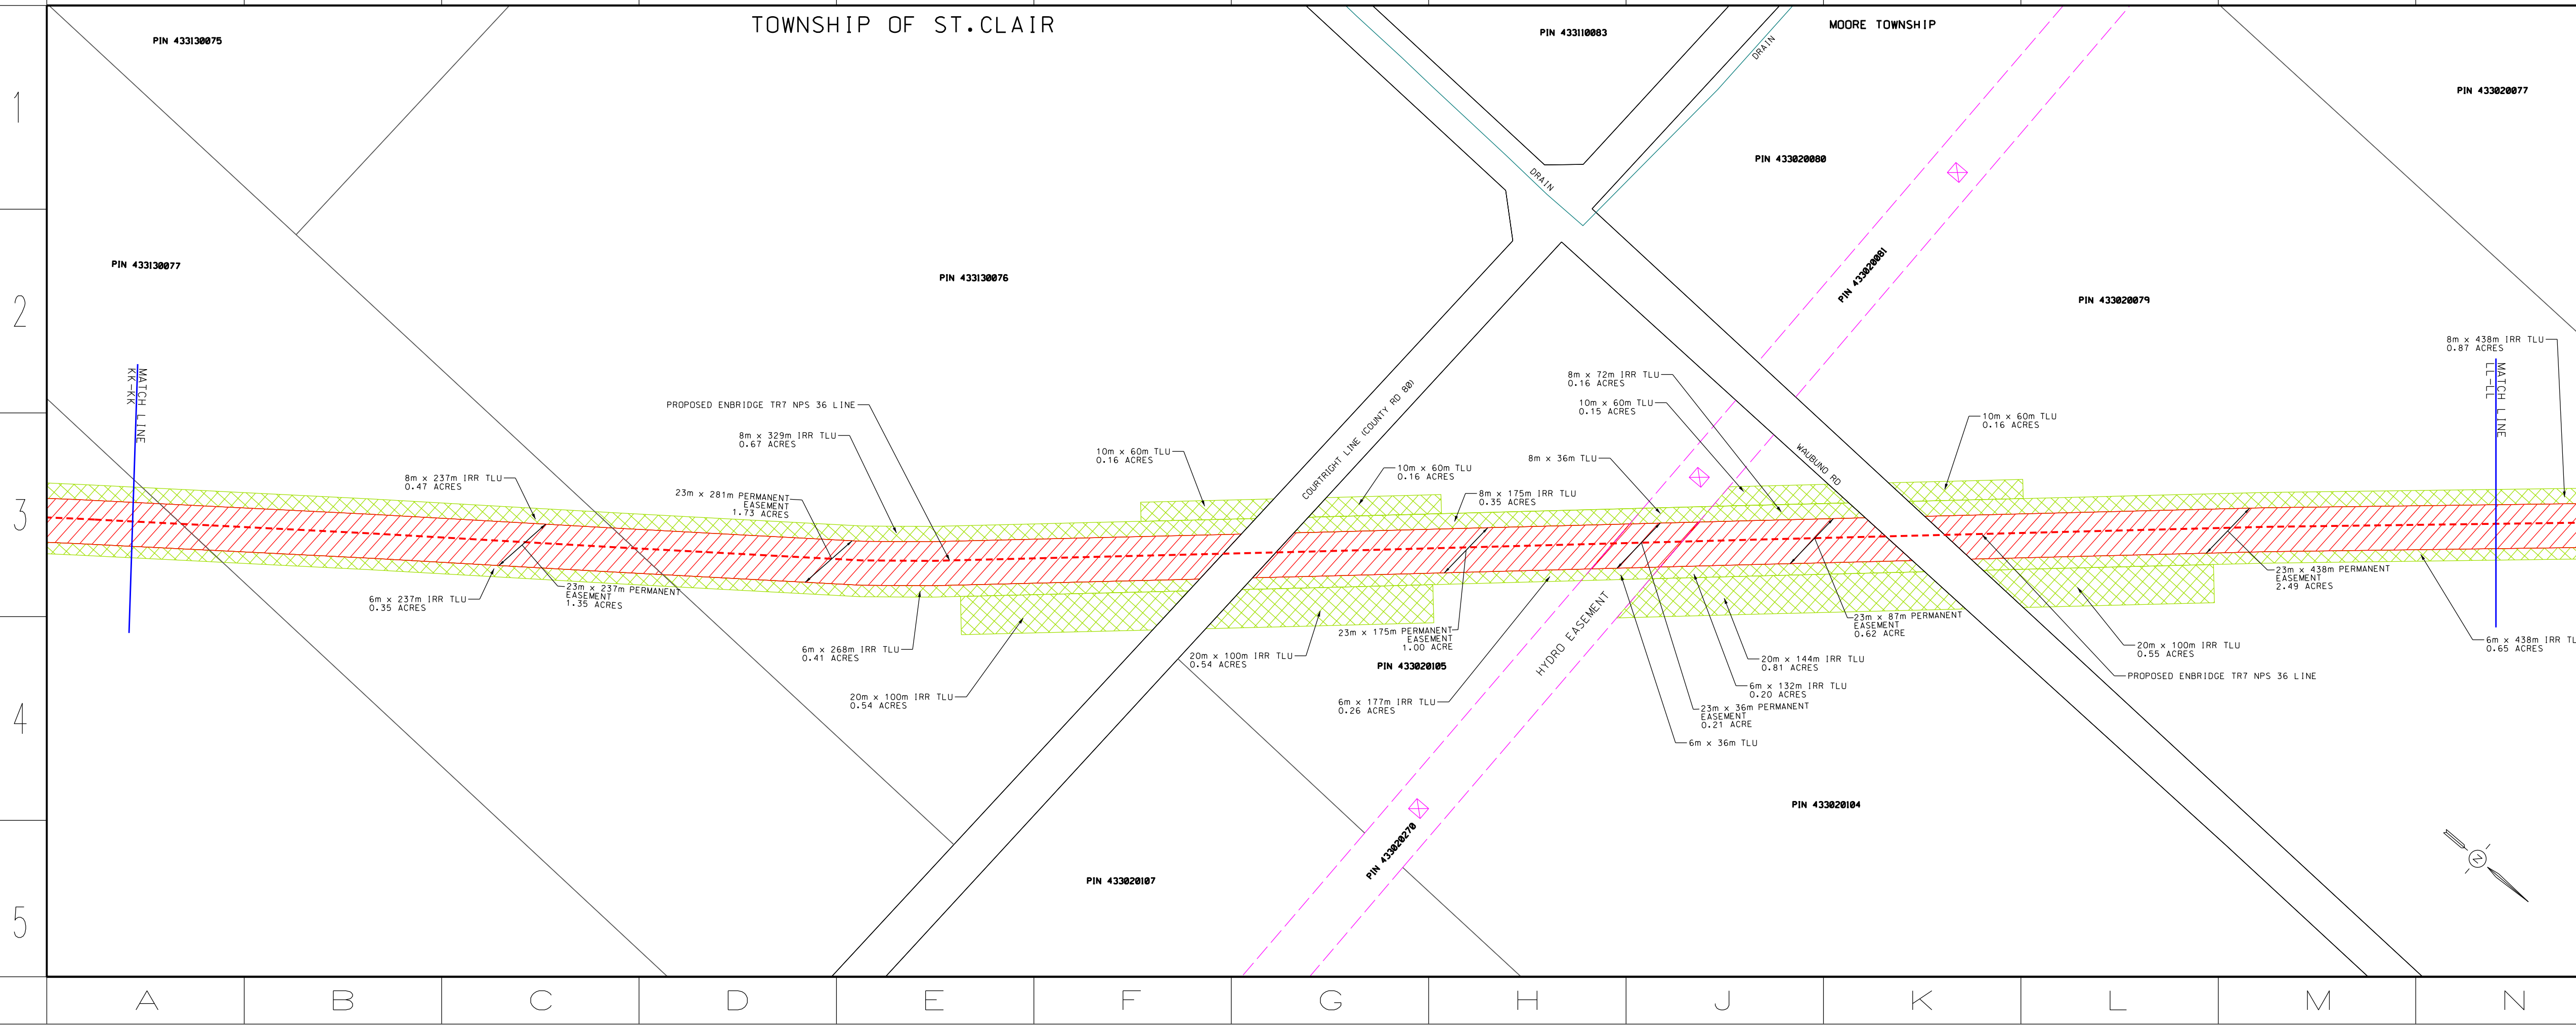 TOWNSHIP OF ST.CLAIR
MOORE TOWNSHIP
PIN 433130075
PIN 433110083
DRAIN
PIN 433020077
PIN 433020080
DRAIN
1
PIN 433130077
PIN 433130076
PIN 433020081
PIN 433020079
2
8m x 438m IRR TLU
0.87 ACRES
MATCH LINE
KK-KK
MATCH LINE
LL-LL
8m x 72m IRR TLU
0.16 ACRES
PROPOSED ENBRIDGE TR7 NPS 36 LINE
10m x 60m TLU
0.15 ACRES
COURTRIGHT LINE (COUNTY RD 80)
10m x 60m TLU
0.16 ACRES
8m x 329m IRR TLU
0.67 ACRES
10m x 60m TLU
0.16 ACRES
WAUBUND RD
8m x 36m TLU
10m x 60m TLU
0.16 ACRES
8m x 237m IRR TLU
0.47 ACRES
23m x 281m PERMANENT
EASEMENT
1.73 ACRES
8m x 175m IRR TLU
0.35 ACRES
3
23m x 438m PERMANENT
EASEMENT
2.49 ACRES
23m x 237m PERMANENT
EASEMENT
1.35 ACRES
6m x 237m IRR TLU
0.35 ACRES
HYDRO EASEMENT
23m x 87m PERMANENT
EASEMENT
0.62 ACRE
23m x 175m PERMANENT
EASEMENT
1.00 ACRE
6m x 438m IRR TL
0.65 ACRES
6m x 268m IRR TLU
0.41 ACRES
20m x 100m IRR TLU
0.54 ACRES
PIN 433020105
20m x 144m IRR TLU
0.81 ACRES
20m x 100m IRR TLU
0.55 ACRES
PROPOSED ENBRIDGE TR7 NPS 36 LINE
20m x 100m IRR TLU
0.54 ACRES
6m x 177m IRR TLU
0.26 ACRES
6m x 132m IRR TLU
0.20 ACRES
23m x 36m PERMANENT
EASEMENT
0.21 ACRE
6m x 36m TLU
4
PIN 433020104
PIN 433020270
PIN 433020107
N
5
A B C D E F G H J K L M N